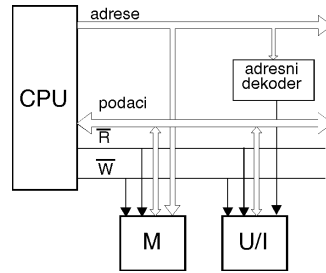 adrese
CPU
adresni
dekoder
podaci
R̅
W̅
M
U/I